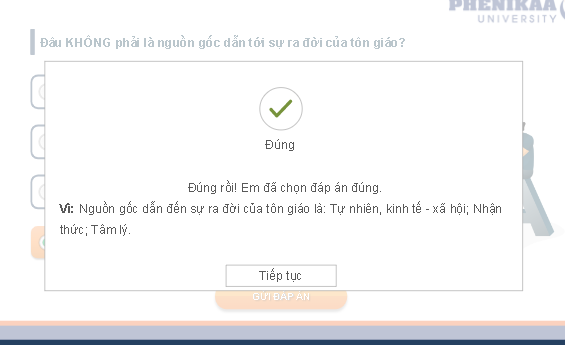 PHENIKAA
UNIVERSITY
Đâu KHÔNG phải là nguồn gốc dẫn tới sự ra đời của tôn giáo?
Đúng
Đúng rồi! Em đã chọn đáp án đúng.
Vì: Nguồn gốc dẫn đến sự ra đời của tôn giáo là: Tự nhiên, kinh tế - xã hội; Nhận
thức; Tâm lý.
Tiếp tục
GỬI ĐÁP ÁN